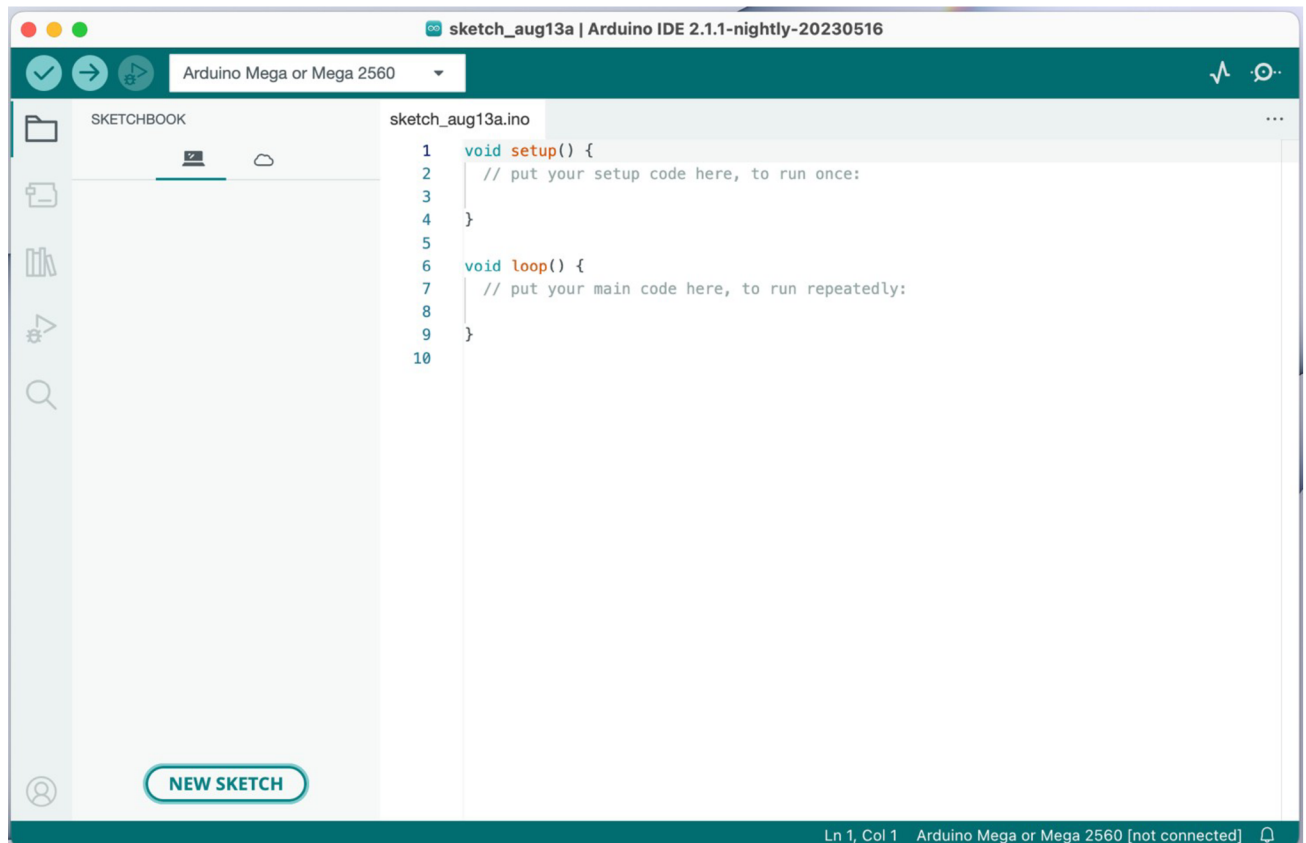 sketch_aug13a | Arduino IDE 2.1.1-nightly-20230516
Arduino Mega or Mega 2560
SKETCHBOOK
sketch_aug13a.ino
...
1 void setup() {
2 // put your setup code here, to run once:
3
4 }
5
6 void loop() {
7 // put your main code here, to run repeatedly:
8
9 }
10
NEW SKETCH
Ln 1, Col 1 Arduino Mega or Mega 2560 [not connected]